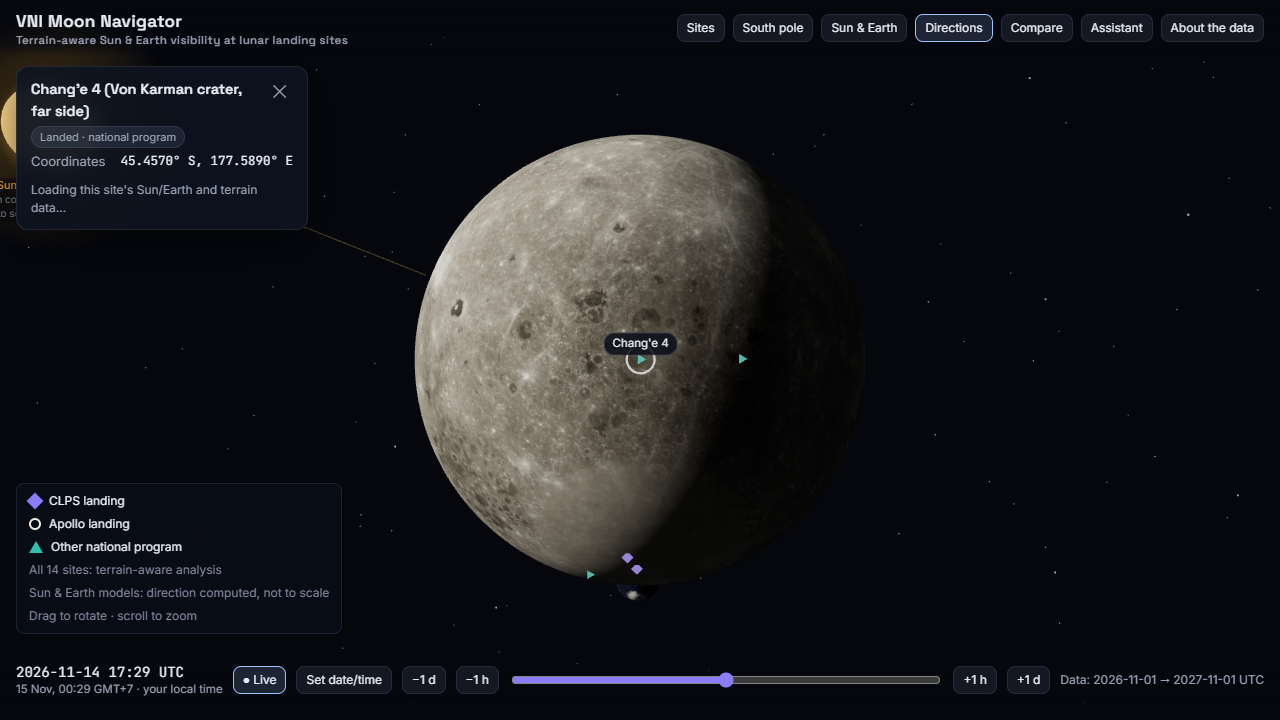 VNI Moon Navigator
Terrain-aware Sun & Earth visibility at lunar landing sites
Sites
South pole
Sun & Earth
Directions
Compare
Assistant
About the data
Chang'e 4 (Von Karman crater,
far side)
Landed · national program
Coordinates 45.4570° S, 177.5890° E
Loading this site's Sun/Earth and terrain
data...
Sun
Chang'e 4
CLPS landing
Apollo landing
Other national program
All 14 sites: terrain-aware analysis
Sun & Earth models: direction computed, not to scale
Drag to rotate · scroll to zoom
2026-11-14 17:29 UTC
15 Nov, 00:29 GMT+7 · your local time
● Live
Set date/time
−1 d
−1 h
+1 h
+1 d
Data: 2026-11-01 → 2027-11-01 UTC